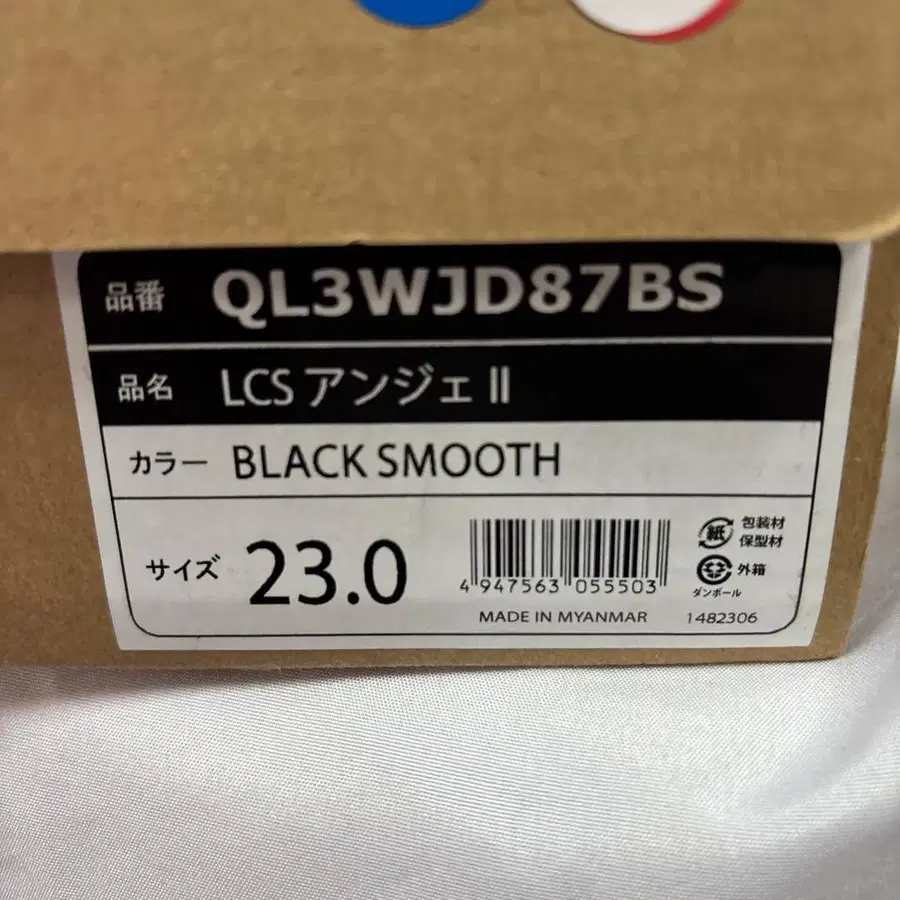 品番 QL3WJD87BS
品名 LCS アンジェ II
カラー BLACK SMOOTH
サイズ 23.0
4 947563 055503
MADE IN MYANMAR
紙 包装材
保型材
外箱
ダンボール
1482306